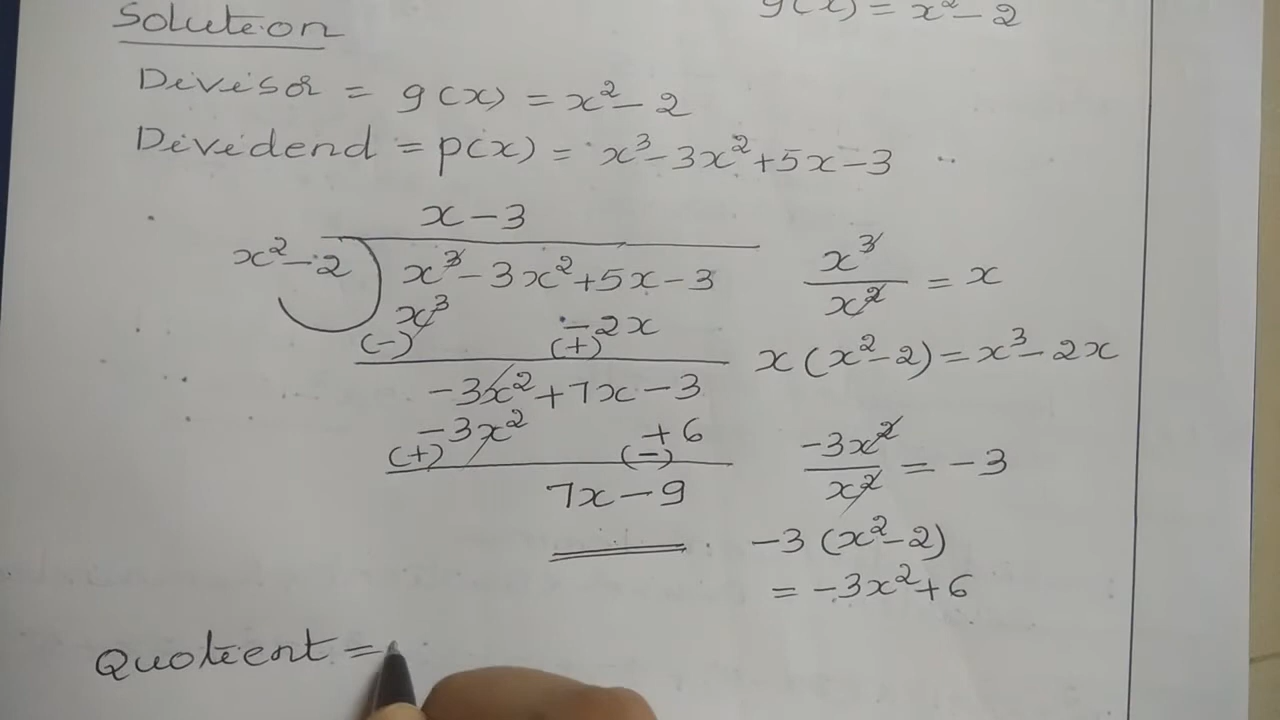 g(x) = x² - 2
Solution
Divisor = g(x) = x² - 2
Dividend = p(x) = x³ - 3x² + 5x - 3
x - 3
x² - 2 ) x³ - 3x² + 5x - 3
x³ - 2x
(-) (+)
-3x² + 7x - 3
-3x² + 6
(+) (-)
7x - 9
x³/x² = x
x(x² - 2) = x³ - 2x
-3x²/x² = -3
-3(x² - 2)
= -3x² + 6
Quotient =